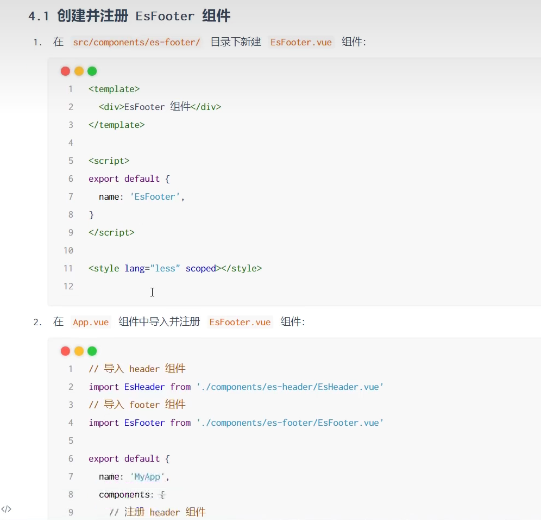 4.1 创建并注册 EsFooter 组件
1. 在 src/components/es-footer/ 目录下新建 EsFooter.vue 组件:
1 <template>
2 <div>EsFooter 组件</div>
3 </template>
4
5 <script>
6 export default {
7 name: 'EsFooter',
8 }
9 </script>
10
11 <style lang="less" scoped></style>
12
2. 在 App.vue 组件中导入并注册 EsFooter.vue 组件:
1 // 导入 header 组件
2 import EsHeader from './components/es-header/EsHeader.vue'
3 // 导入 footer 组件
4 import EsFooter from './components/es-footer/EsFooter.vue'
5
6 export default {
7 name: 'MyApp',
8 components: {
9 // 注册 header 组件